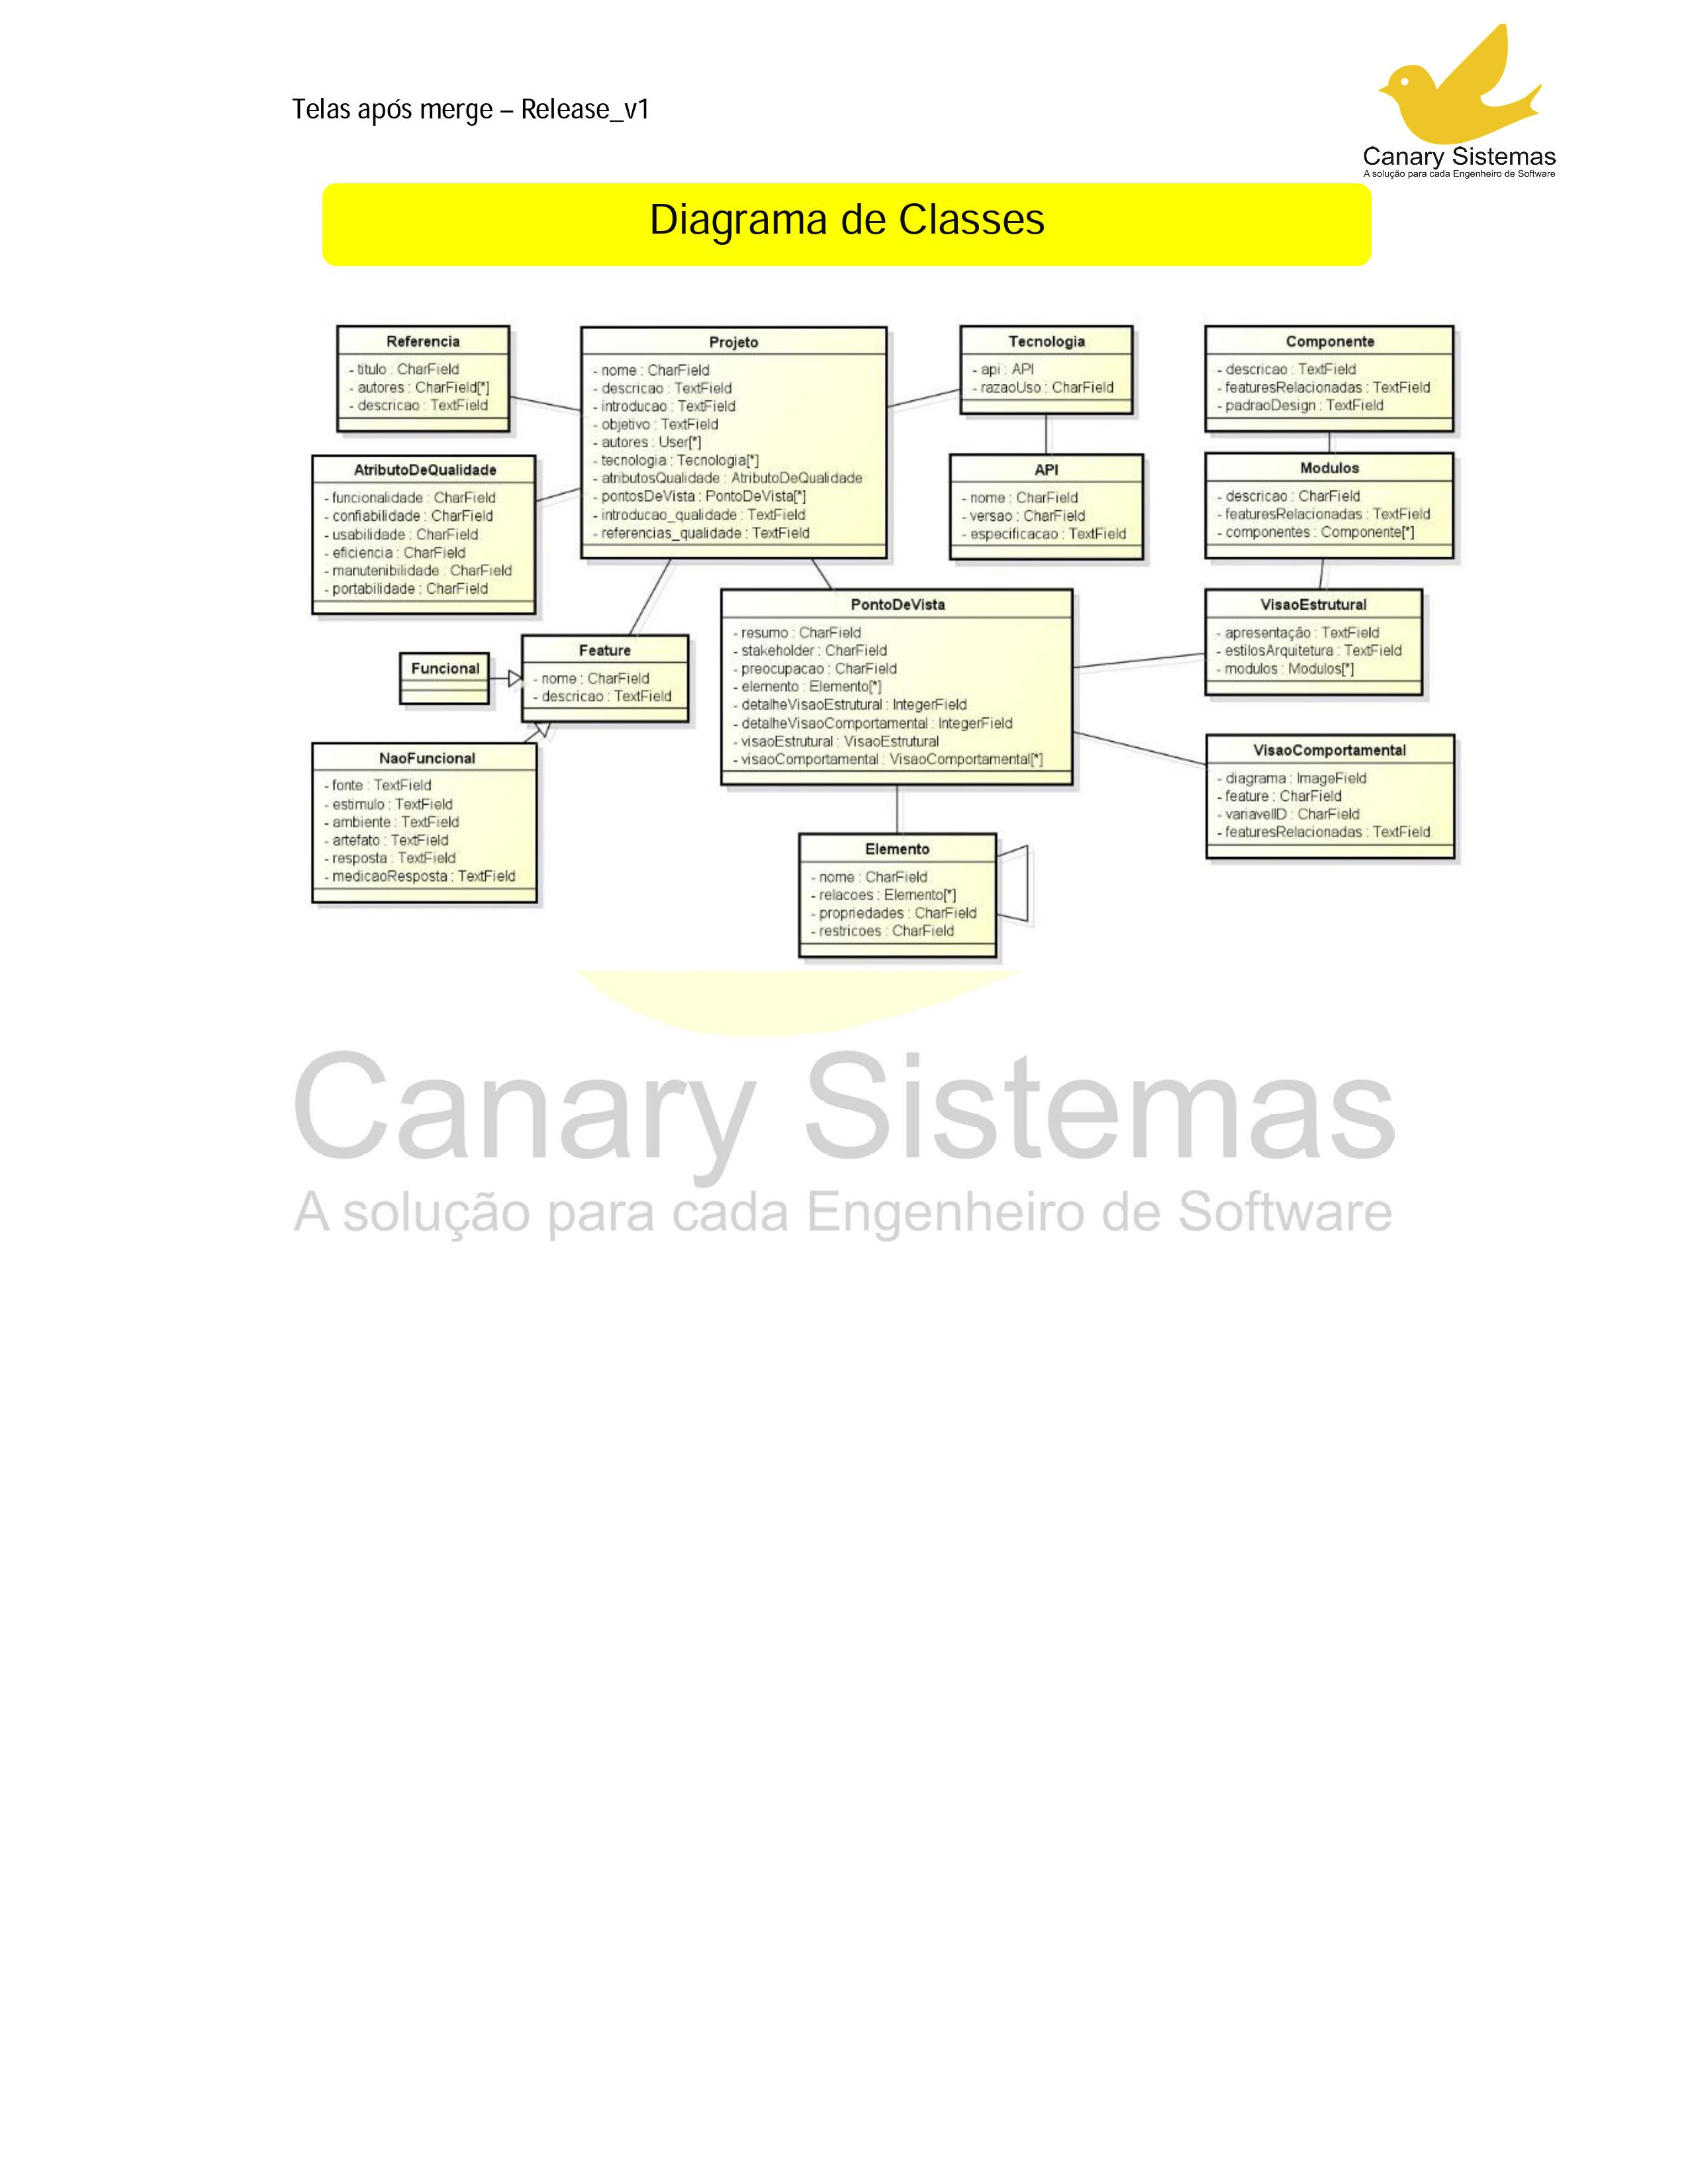 Telas após merge – Release_v1
Canary Sistemas
A solução para cada Engenheiro de Software
Diagrama de Classes
Referencia
- titulo : CharField
- autores : CharField[*]
- descricao : TextField
Projeto
- nome : CharField
- descricao : TextField
- introducao : TextField
- objetivo : TextField
- autores : User[*]
- tecnologia : Tecnologia[*]
- atributosQualidade : AtributoDeQualidade
- pontosDeVista : PontoDeVista[*]
- introducao_qualidade : TextField
- referencias_qualidade : TextField
Tecnologia
- api : API
- razaoUso : CharField
Componente
- descricao : TextField
- featuresRelacionadas : TextField
- padraoDesign : TextField
AtributoDeQualidade
- funcionalidade : CharField
- confiabilidade : CharField
- usabilidade : CharField
- eficiencia : CharField
- manutenibilidade : CharField
- portabilidade : CharField
API
- nome : CharField
- versao : CharField
- especificacao : TextField
Modulos
- descricao : CharField
- featuresRelacionadas : TextField
- componentes : Componente[*]
PontoDeVista
- resumo : CharField
- stakeholder : CharField
- preocupacao : CharField
- elemento : Elemento[*]
- detalheVisaoEstrutural : IntegerField
- detalheVisaoComportamental : IntegerField
- visaoEstrutural : VisaoEstrutural
- visaoComportamental : VisaoComportamental[*]
VisaoEstrutural
- apresentação : TextField
- estilosArquitetura : TextField
- modulos : Modulos[*]
Funcional
Feature
- nome : CharField
- descricao : TextField
NaoFuncional
- fonte : TextField
- estimulo : TextField
- ambiente : TextField
- artefato : TextField
- resposta : TextField
- medicaoResposta : TextField
VisaoComportamental
- diagrama : ImageField
- feature : CharField
- variavelID : CharField
- featuresRelacionadas : TextField
Elemento
- nome : CharField
- relacoes : Elemento[*]
- propriedades : CharField
- restricoes : CharField
Canary Sistemas
A solução para cada Engenheiro de Software